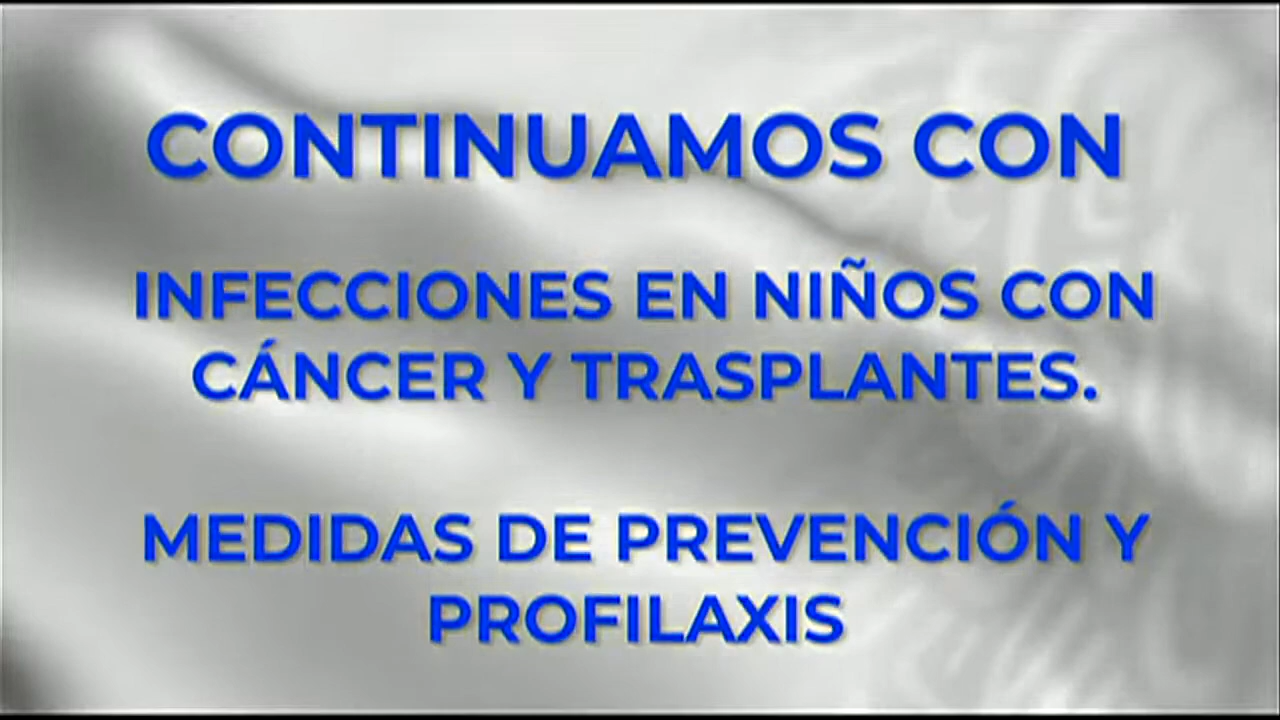 CONTINUAMOS CON
INFECCIONES EN NIÑOS CON
CÁNCER Y TRASPLANTES.
MEDIDAS DE PREVENCIÓN Y
PROFILAXIS